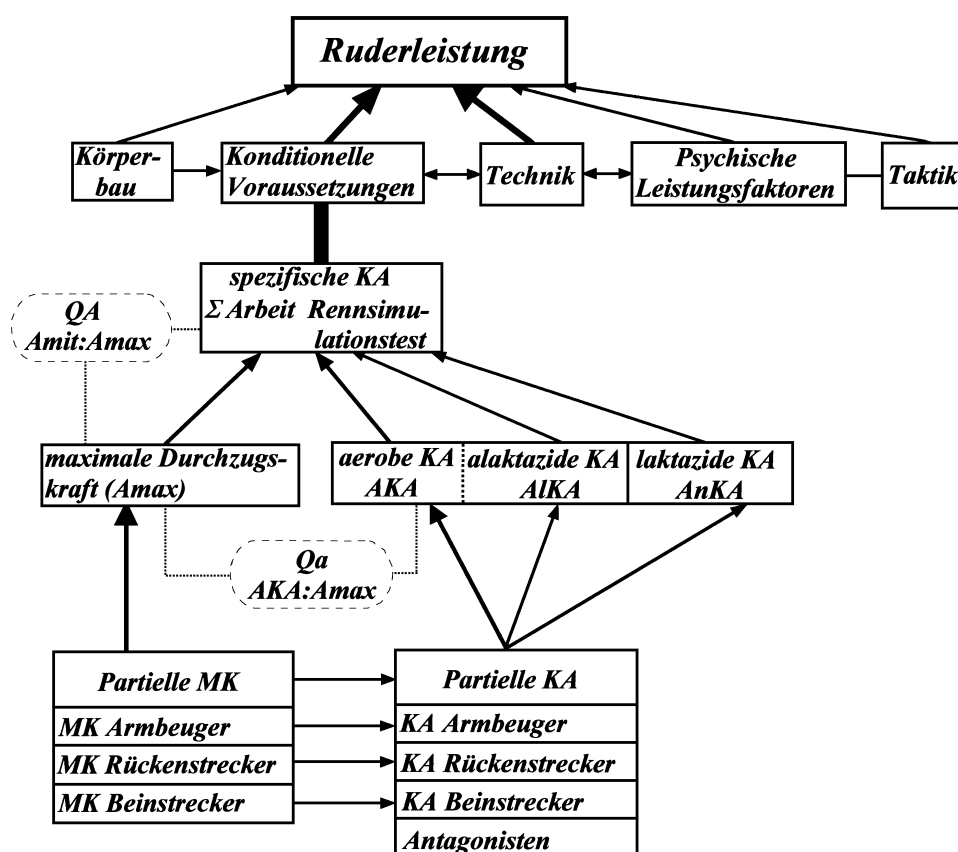 Ruderleistung
Körper-
bau
Konditionelle
Voraussetzungen
Technik
Psychische
Leistungsfaktoren
Taktik
spezifische KA
Σ Arbeit Rennsimu-
lationstest
QA
Amit:Amax
maximale Durchzugs-
kraft (Amax)
aerobe KA
AKA
alaktazide KA
AlKA
laktazide KA
AnKA
Qa
AKA:Amax
Partielle MK
MK Armbeuger
MK Rückenstrecker
MK Beinstrecker
Partielle KA
KA Armbeuger
KA Rückenstrecker
KA Beinstrecker
Antagonisten